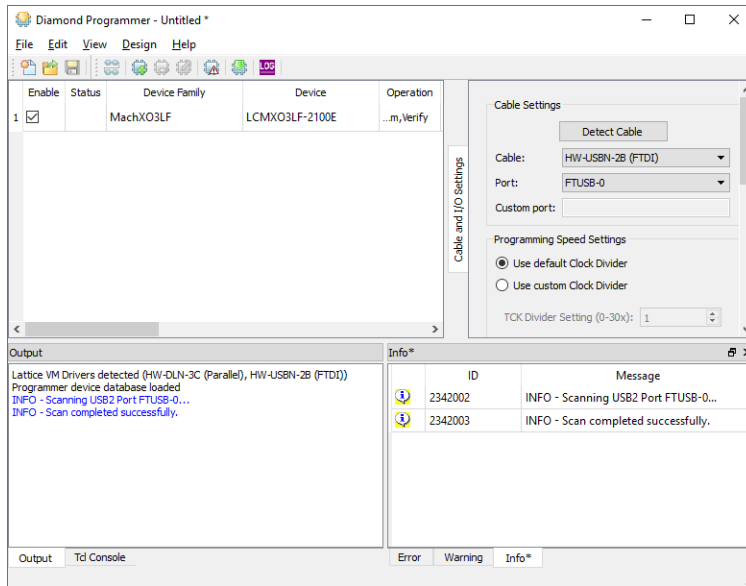 Diamond Programmer - Untitled *
File Edit View Design Help
LOG
Enable Status Device Family Device Operation
1 MachXO3LF LCMXO3LF-2100E ...m,Verify
Cable and I/O Settings
Cable Settings
Detect Cable
Cable: HW-USBN-2B (FTDI)
Port: FTUSB-0
Custom port:
Programming Speed Settings
Use default Clock Divider
Use custom Clock Divider
TCK Divider Setting (0-30x): 1
Output
Lattice VM Drivers detected (HW-DLN-3C (Parallel), HW-USBN-2B (FTDI))
Programmer device database loaded
INFO - Scanning USB2 Port FTUSB-0...
INFO - Scan completed successfully.
Output Tcl Console
Info*
ID Message
2342002 INFO - Scanning USB2 Port FTUSB-0...
2342003 INFO - Scan completed successfully.
Error Warning Info*